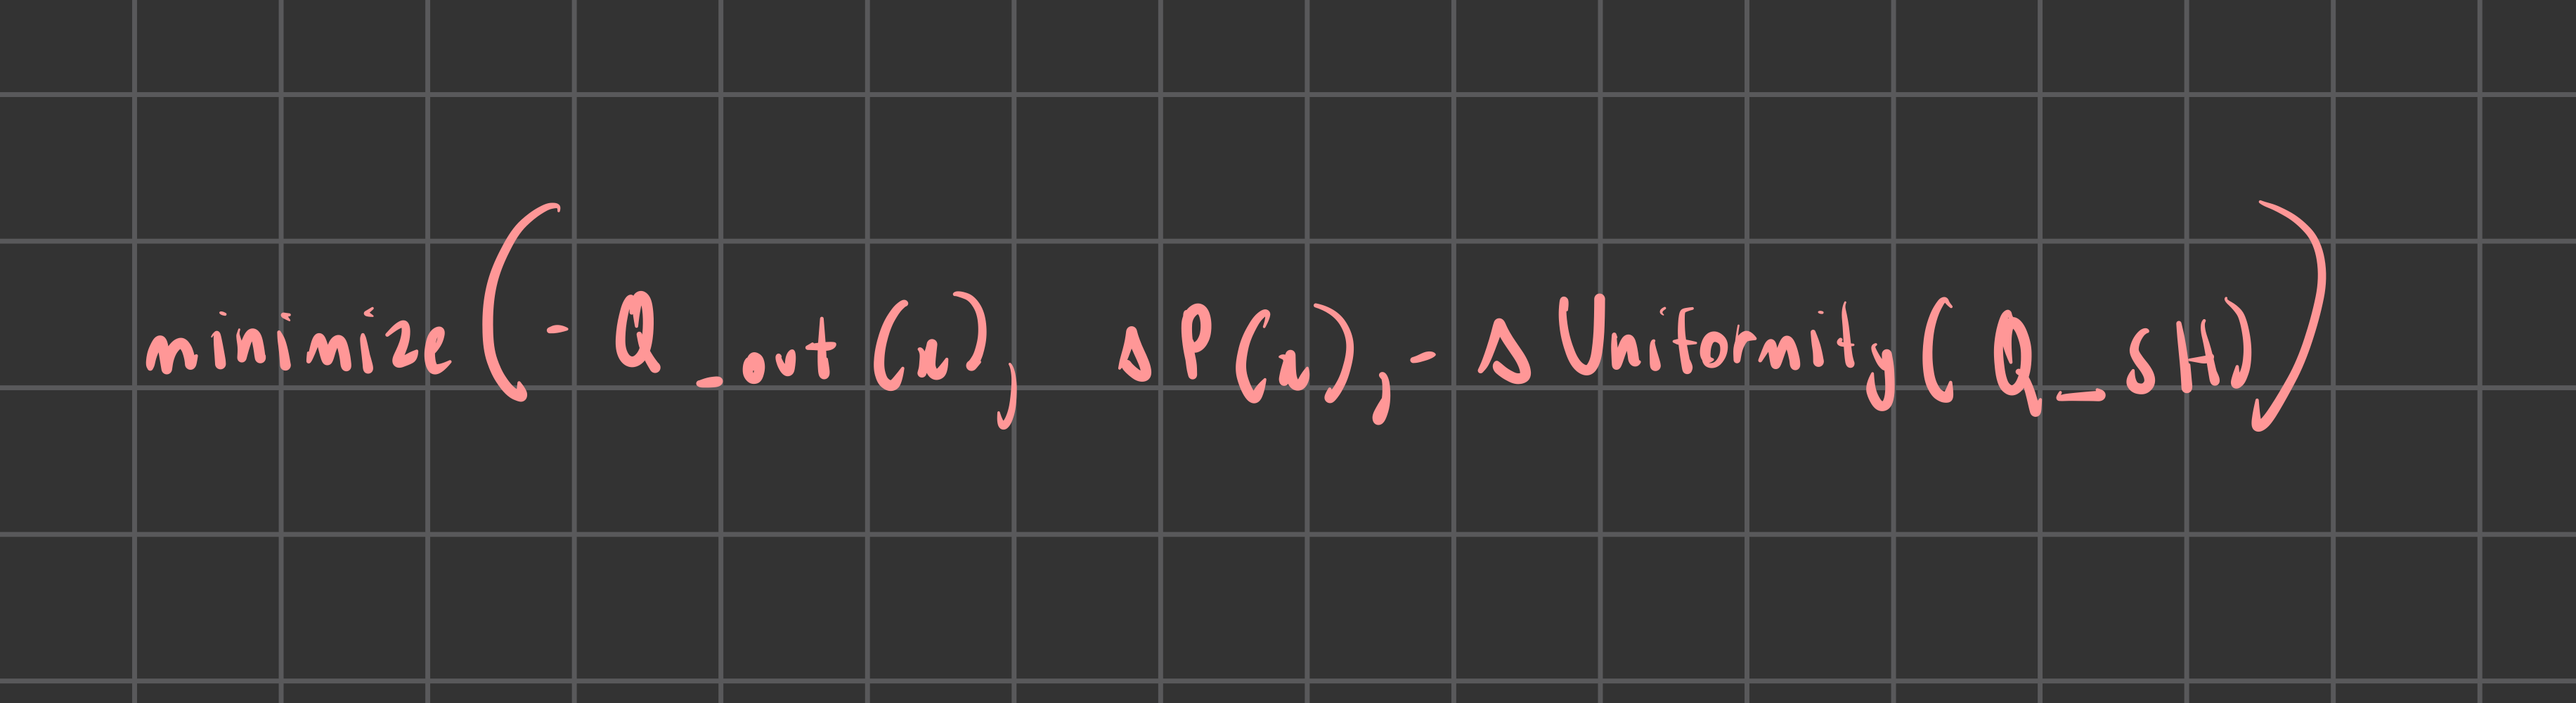 minimize(- Q_out(x), ΔP(x), - ΔUniformity(Q_SH))